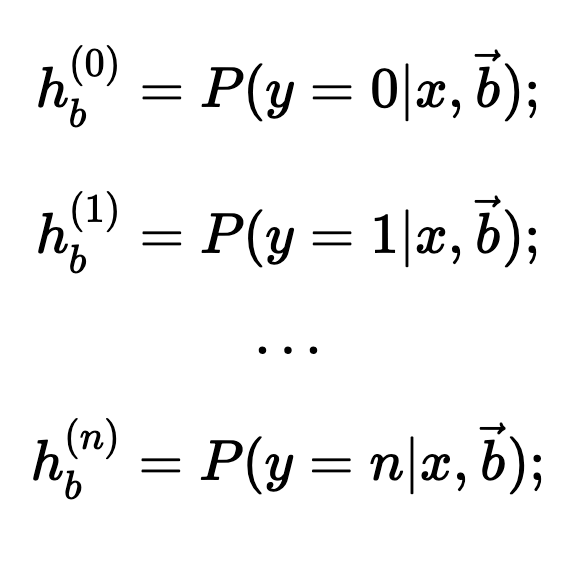 h_b^{(0)} = P(y = 0|x, \vec{b});
h_b^{(1)} = P(y = 1|x, \vec{b});
...
h_b^{(n)} = P(y = n|x, \vec{b});